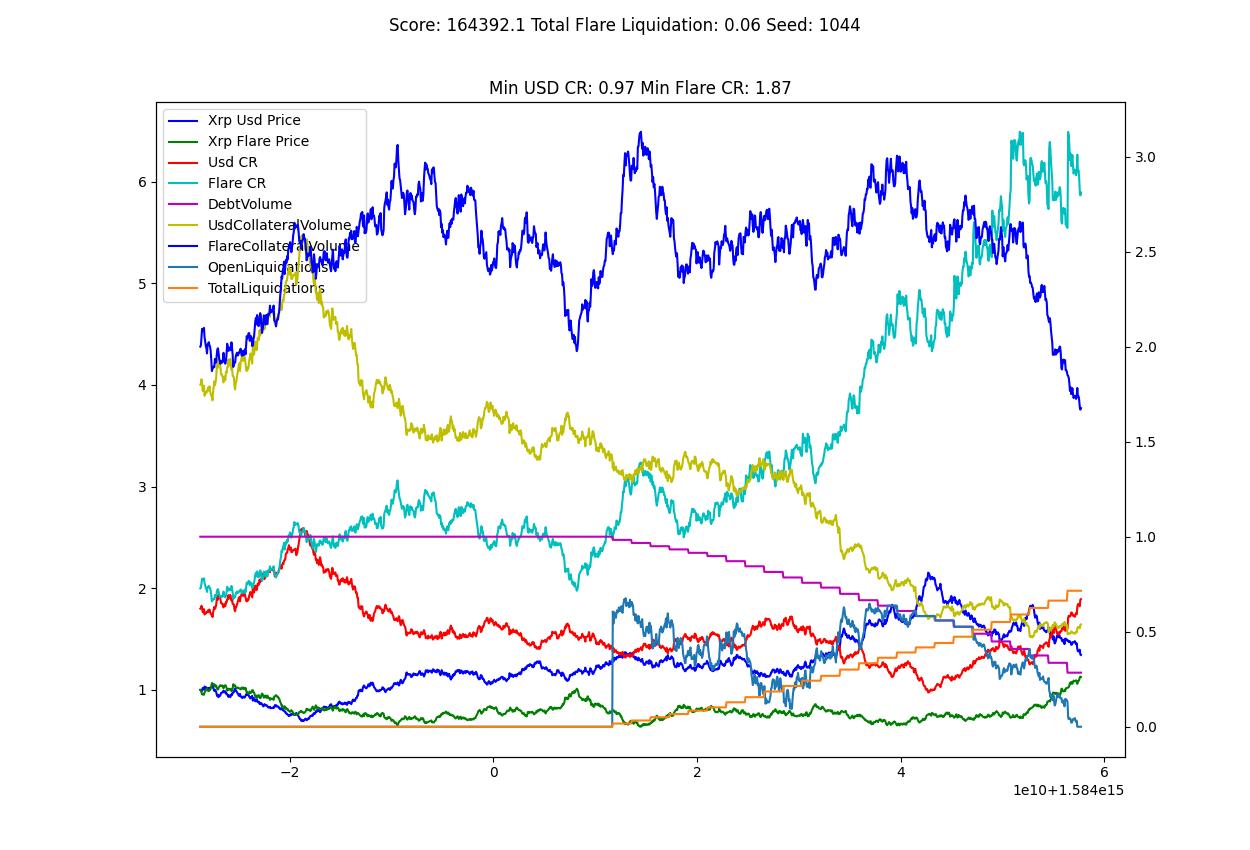 Score: 164392.1 Total Flare Liquidation: 0.06 Seed: 1044
Min USD CR: 0.97 Min Flare CR: 1.87
Xrp Usd Price
Xrp Flare Price
Usd CR
Flare CR
DebtVolume
UsdCollateralVolume
FlareCollateralVolume
OpenLiquidations
TotalLiquidations
6
5
4
3
2
1
3.0
2.5
2.0
1.5
1.0
0.5
0.0
−2
0
2
4
6
1e10+1.584e15